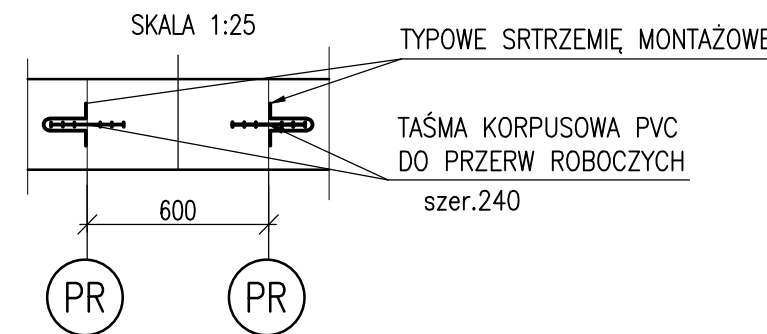 SKALA 1:25
TYPOWE SRTRZEMIĘ MONTAŻOWE
TAŚMA KORPUSOWA PVC
DO PRZERW ROBOCZYCH
szer.240
600
PR PR